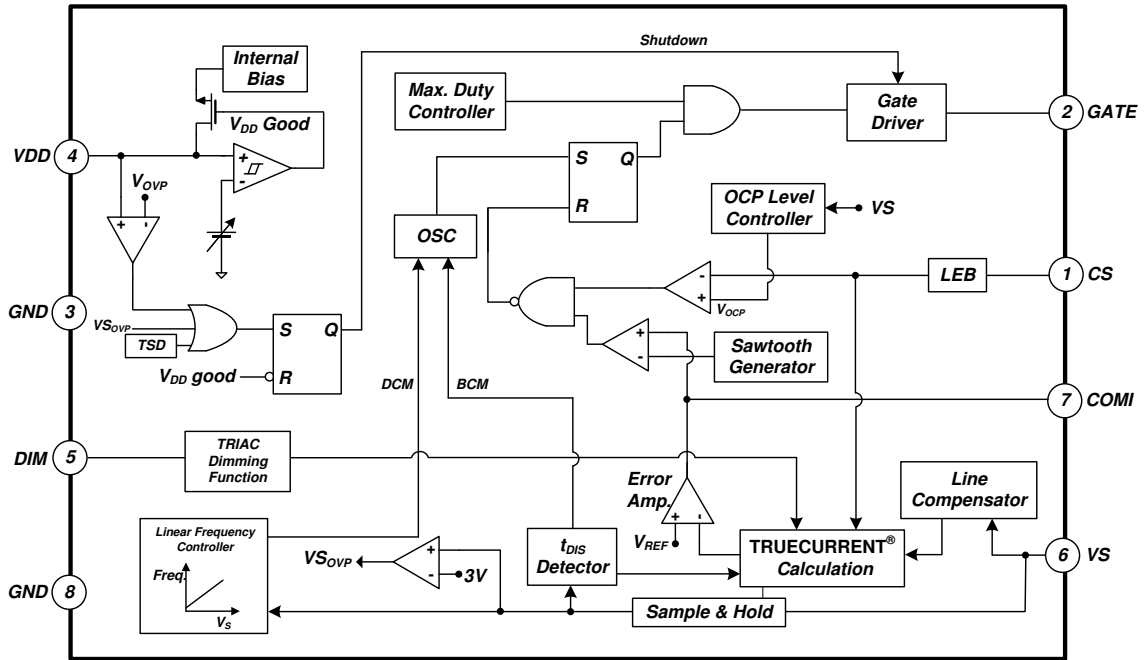 Shutdown
Internal
Bias
Max. Duty
Controller
Gate
Driver
2
GATE
VDD
4
VDD Good
+
-
S
Q
R
VOVP
+
-
OSC
OCP Level
Controller
VS
-
+
VOCP
LEB
1
CS
GND
3
VSOVP
TSD
S
Q
R
VDD good
+
-
Sawtooth
Generator
DCM
BCM
7
COMI
DIM
5
TRIAC
Dimming
Function
Error
Amp.
+
-
VREF
Line
Compensator
Linear Frequency
Controller
Freq.
VS
VSOVP
+
-
3V
tDIS
Detector
TRUECURRENT®
Calculation
6
VS
GND
8
Sample & Hold